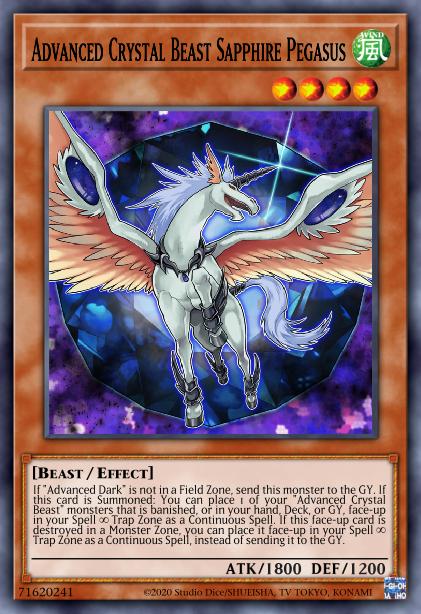 ADVANCED CRYSTAL BEAST SAPPHIRE PEGASUS
WIND
風
[BEAST / EFFECT]
If "Advanced Dark" is not in a Field Zone, send this monster to the GY. If
this card is Summoned: You can place 1 of your "Advanced Crystal
Beast" monsters that is banished, or in your hand, Deck, or GY, face-up
in your Spell ∞ Trap Zone as a Continuous Spell. If this face-up card is
destroyed in a Monster Zone, you can place it face-up in your Spell ∞
Trap Zone as a Continuous Spell, instead of sending it to the GY.
ATK/1800 DEF/1200
71620241
©2020 Studio Dice/SHUEISHA, TV TOKYO, KONAMI